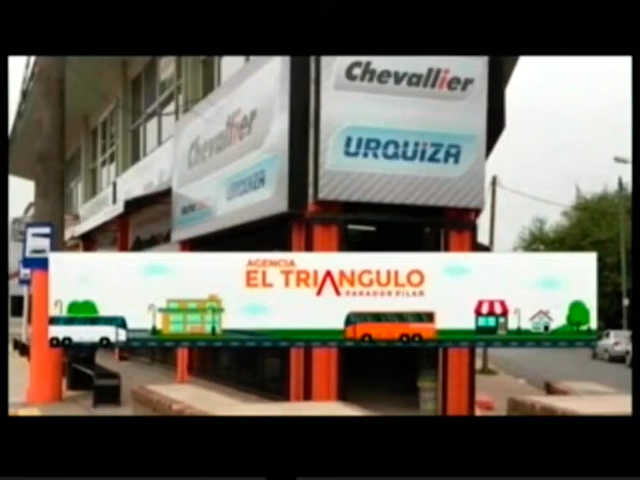 Chevallier
URQUIZA
Chevallier
URQUIZA
AGENCIA
EL TRIANGULO
PARADOR PILAR